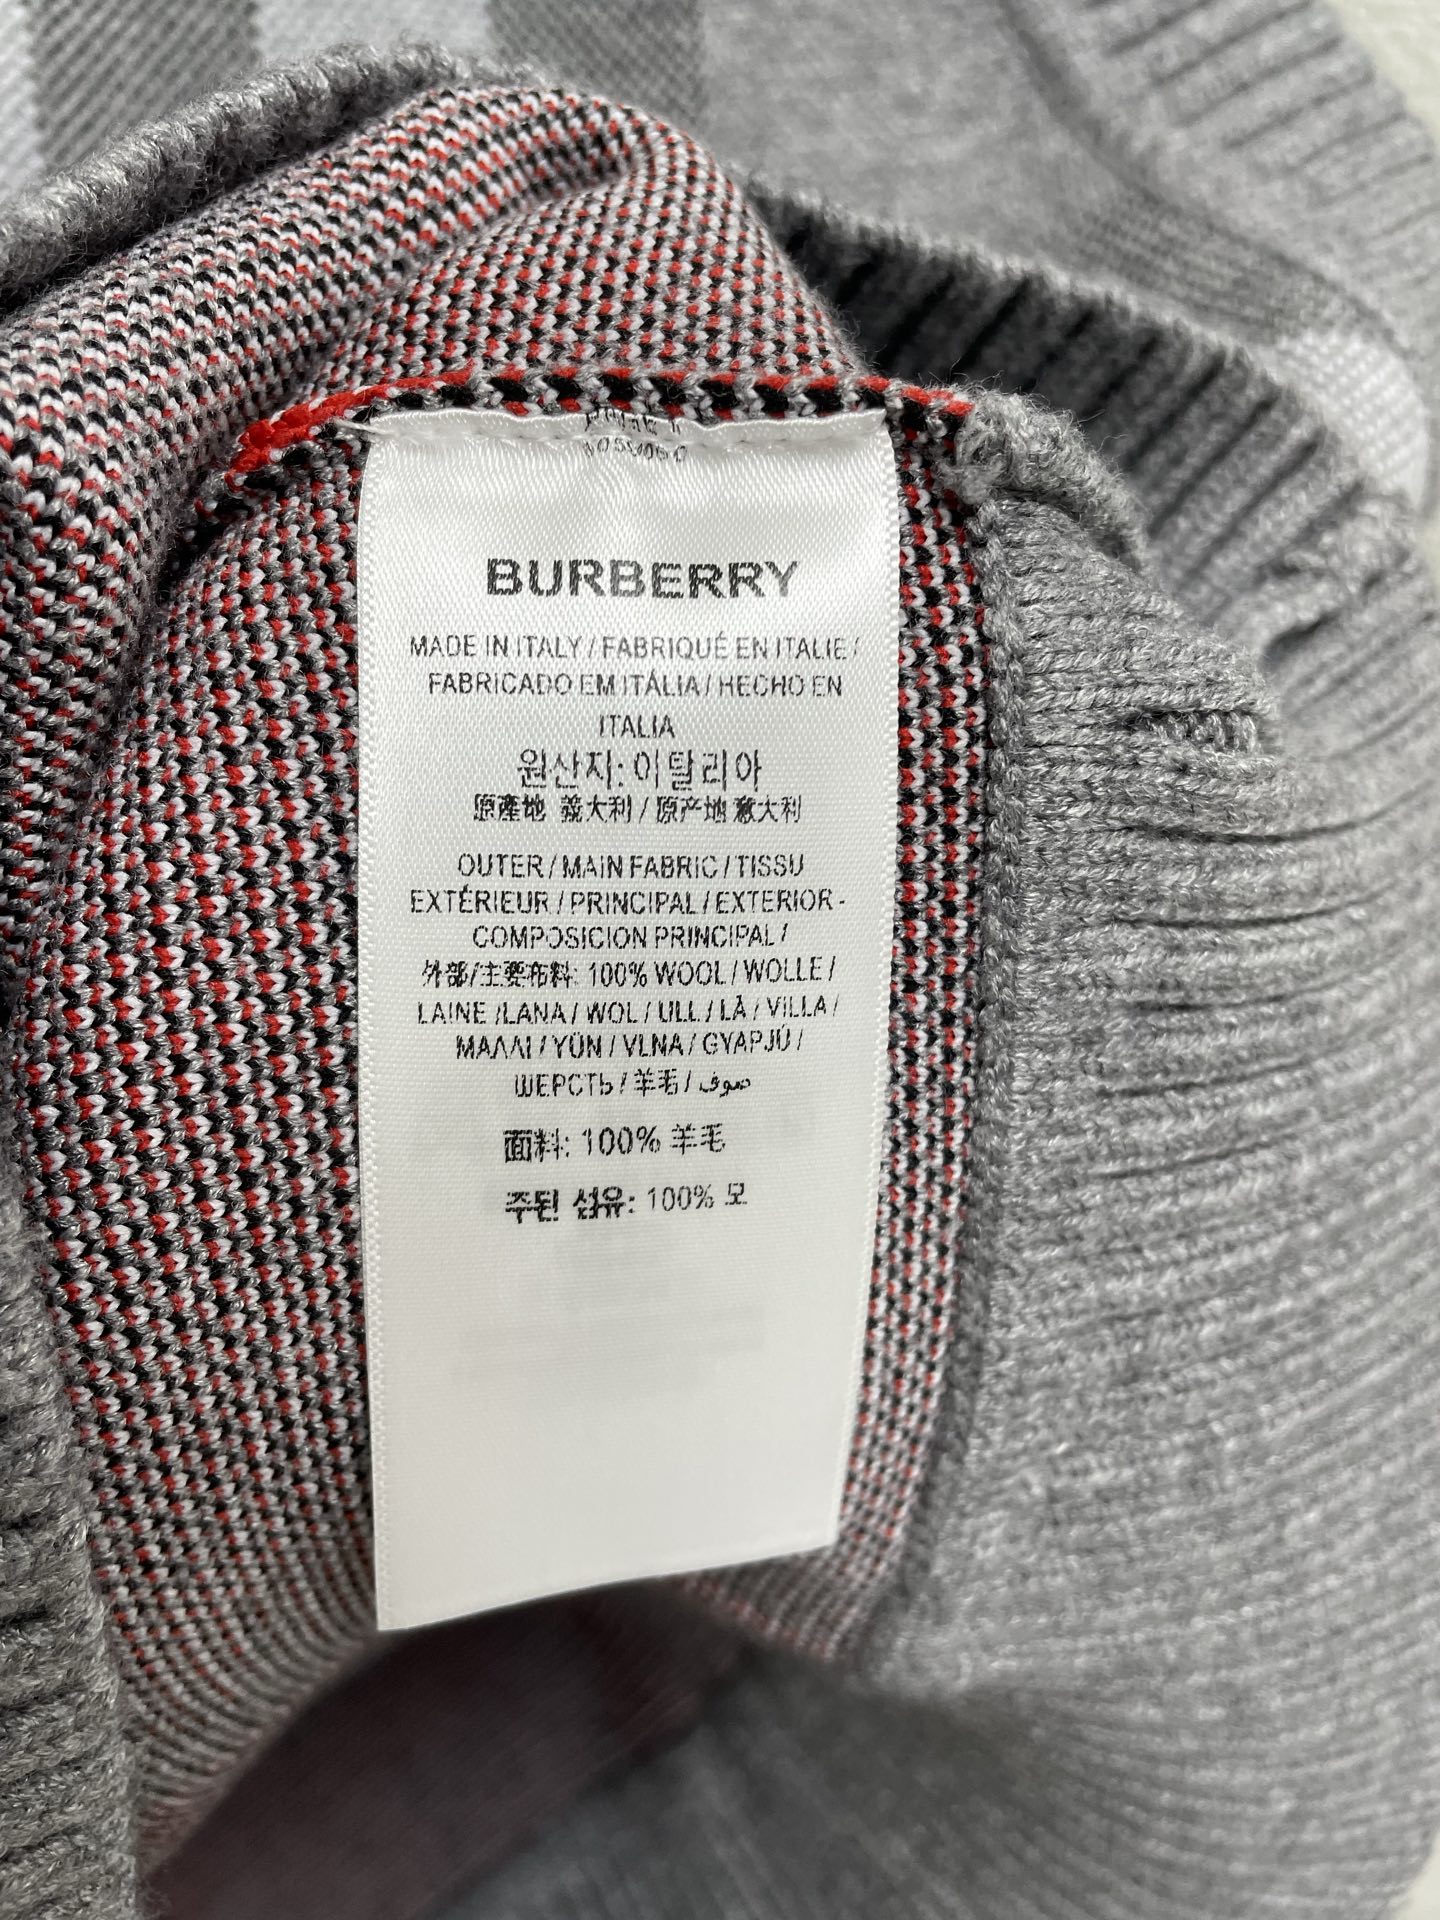 BURBERRY
MADE IN ITALY / FABRIQUÉ EN ITALIE /
FABRICADO EM ITÁLIA / HECHO EN
ITALIA
원산지: 이탈리아
原產地 義大利 / 原产地 意大利
OUTER / MAIN FABRIC / TISSU
EXTÉRIEUR / PRINCIPAL / EXTERIOR -
COMPOSICION PRINCIPAL /
外部/主要布料: 100% WOOL / WOLLE /
LAINE /LANA / WOL / ULL / LÃ / VILLA /
ΜΑΛΛΙ / YÜN / VLNA / GYAPJÚ /
ШЕРСТЬ / 羊毛 / صوف
面料: 100% 羊毛
주된 섬유: 100% 모